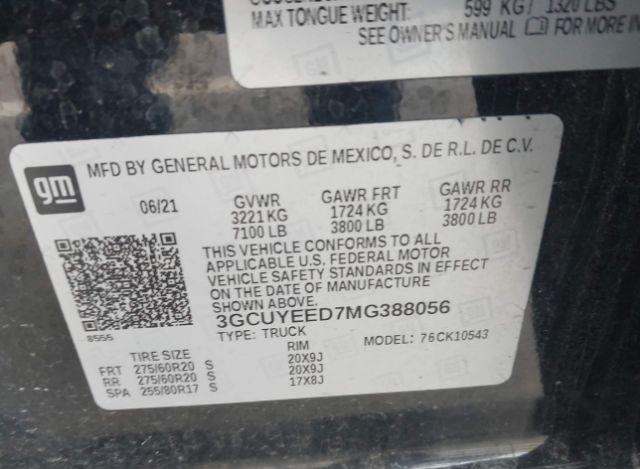 MAX TONGUE WEIGHT: 599 KG / 1320 LBS
SEE OWNER'S MANUAL FOR MORE
gm
MFD BY GENERAL MOTORS DE MEXICO, S. DE R.L. DE C.V.
06/21 GVWR GAWR FRT GAWR RR
3221 KG 1724 KG 1724 KG
7100 LB 3800 LB 3800 LB
THIS VEHICLE CONFORMS TO ALL
APPLICABLE U.S. FEDERAL MOTOR
VEHICLE SAFETY STANDARDS IN EFFECT
ON THE DATE OF MANUFACTURE
SHOWN ABOVE.
3GCUYEED7MG388056
8555 TYPE: TRUCK MODEL: 76CK10543
TIRE SIZE RIM
FRT 275/60R20 S 20X9J
RR 275/60R20 S 20X9J
SPA 255/80R17 S 17X8J